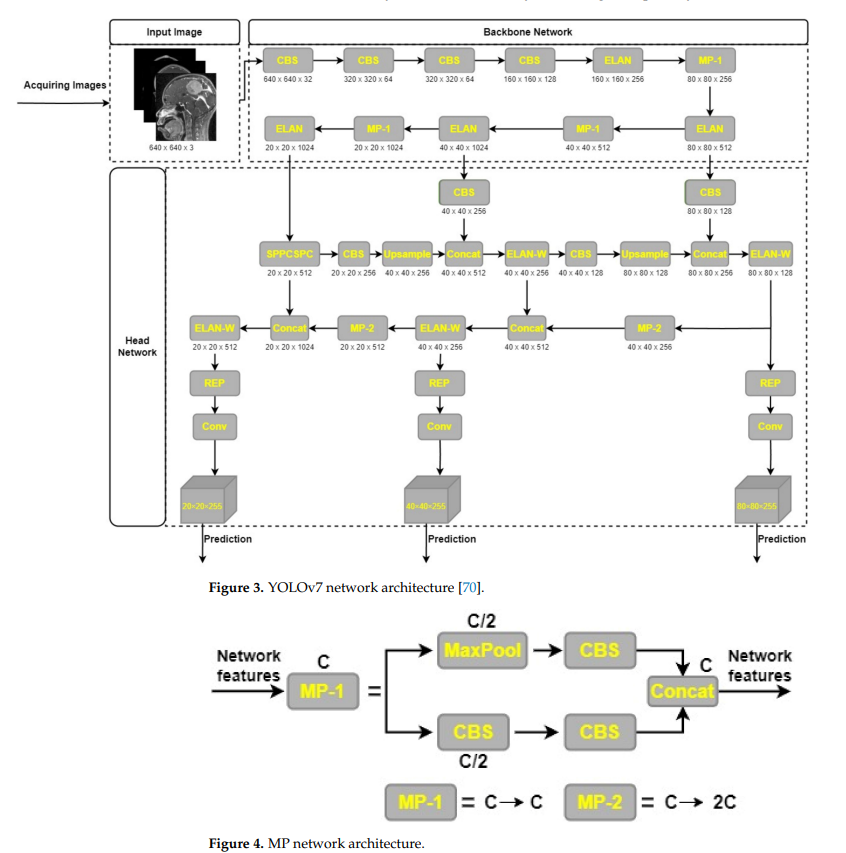 Input Image
Backbone Network
Acquiring Images
CBS CBS CBS CBS ELAN MP-1
640 x 640 x 32 320 x 320 x 64 320 x 320 x 64 160 x 160 x 128 160 x 160 x 256 80 x 80 x 256
ELAN MP-1 ELAN MP-1 ELAN
640 x 640 x 3 20 x 20 x 1024 20 x 20 x 1024 40 x 40 x 1024 40 x 40 x 512 80 x 80 x 512
CBS CBS
40 x 40 x 256 80 x 80 x 128
SPPCSPC CBS Upsample Concat ELAN-W CBS Upsample Concat ELAN-W
20 x 20 x 512 20 x 20 x 256 40 x 40 x 256 40 x 40 x 512 40 x 40 x 256 40 x 40 x 128 80 x 80 x 128 80 x 80 x 256 80 x 80 x 128
Head
Network
ELAN-W Concat MP-2 ELAN-W Concat MP-2
20 x 20 x 512 20 x 20 x 1024 20 x 20 x 512 40 x 40 x 256 40 x 40 x 512 40 x 40 x 256
REP REP REP
Conv Conv Conv
20×20×255 40×40×255 80×80×255
Prediction Prediction Prediction
Figure 3. YOLOv7 network architecture [70].
Network
features
C
MP-1
=
C/2
MaxPool CBS
CBS CBS
C/2
C
Concat
Network
features
MP-1 = C→ C MP-2 = C→ 2C
Figure 4. MP network architecture.